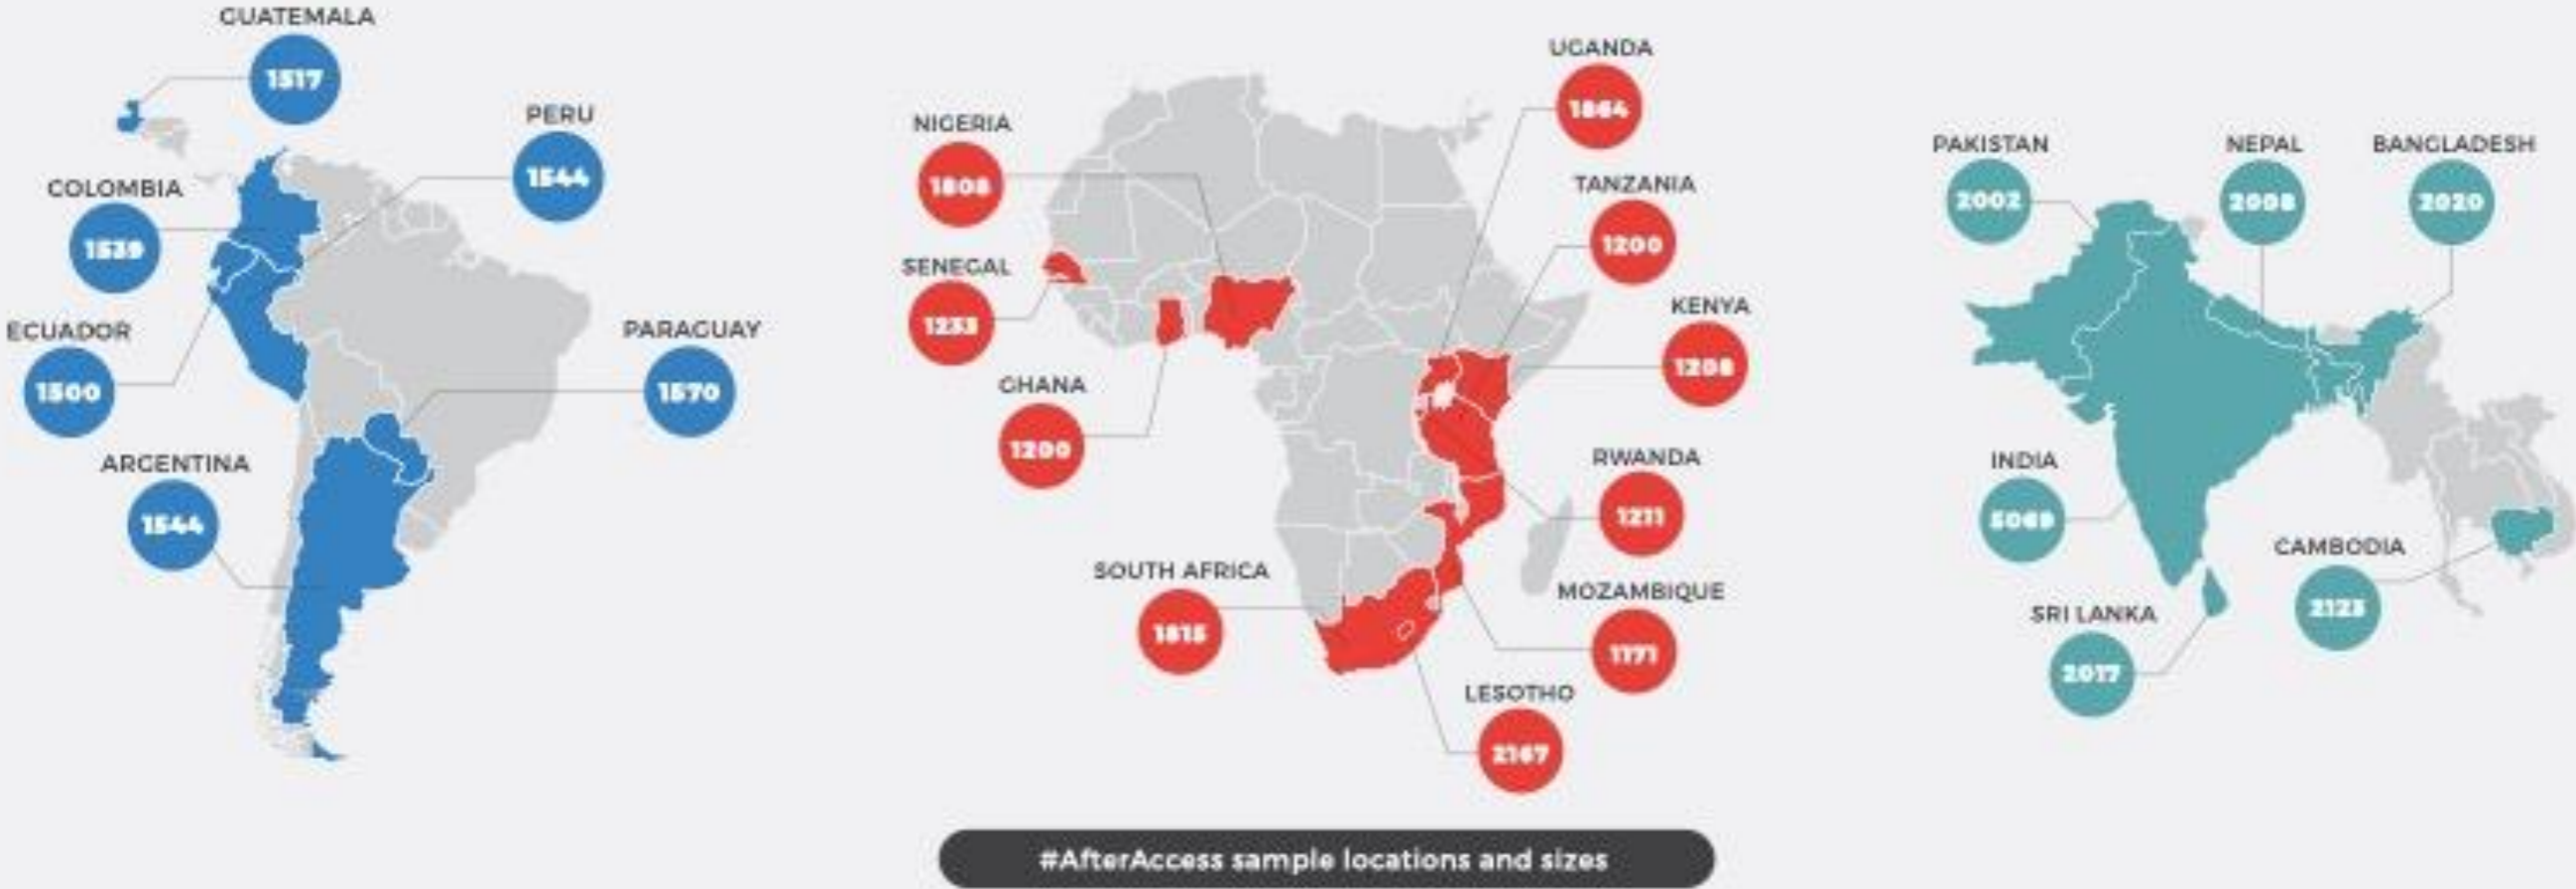 GUATEMALA
1517
PERU
1544
COLOMBIA
1539
ECUADOR
1500
PARAGUAY
1570
ARGENTINA
1544
UGANDA
1864
NIGERIA
1808
TANZANIA
1200
SENEGAL
1233
KENYA
1208
GHANA
1200
RWANDA
1211
SOUTH AFRICA
1815
MOZAMBIQUE
1171
LESOTHO
2167
PAKISTAN
2002
NEPAL
BANGLADESH
2020
INDIA
5069
CAMBODIA
2123
SRI LANKA
2017
#AfterAccess sample locations and sizes